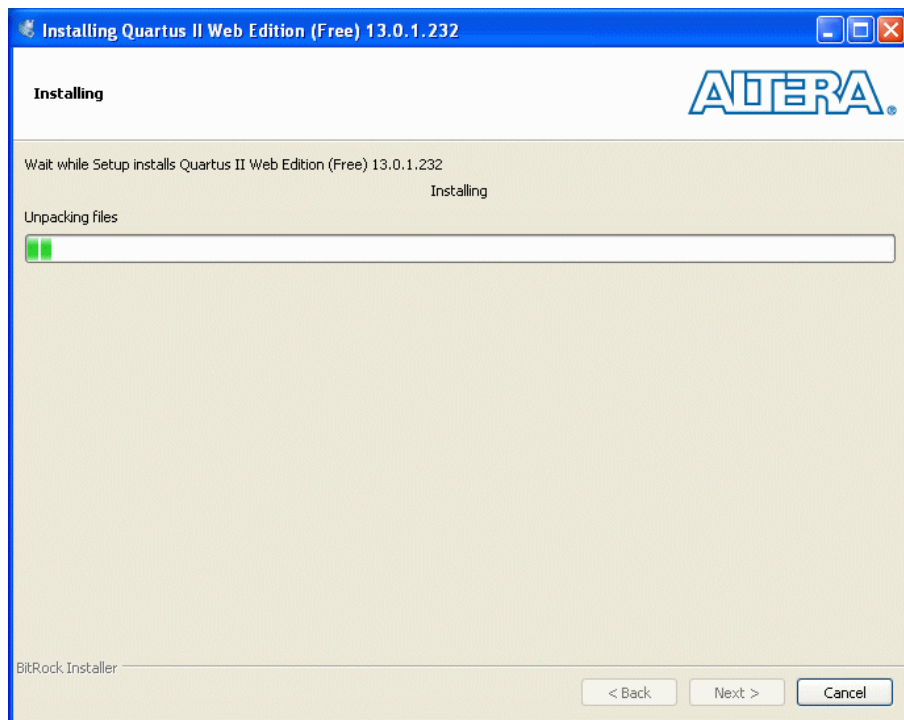 Installing Quartus II Web Edition (Free) 13.0.1.232
Installing
ALTERA®
Wait while Setup installs Quartus II Web Edition (Free) 13.0.1.232
Installing
Unpacking files
BitRock Installer
< Back
Next >
Cancel